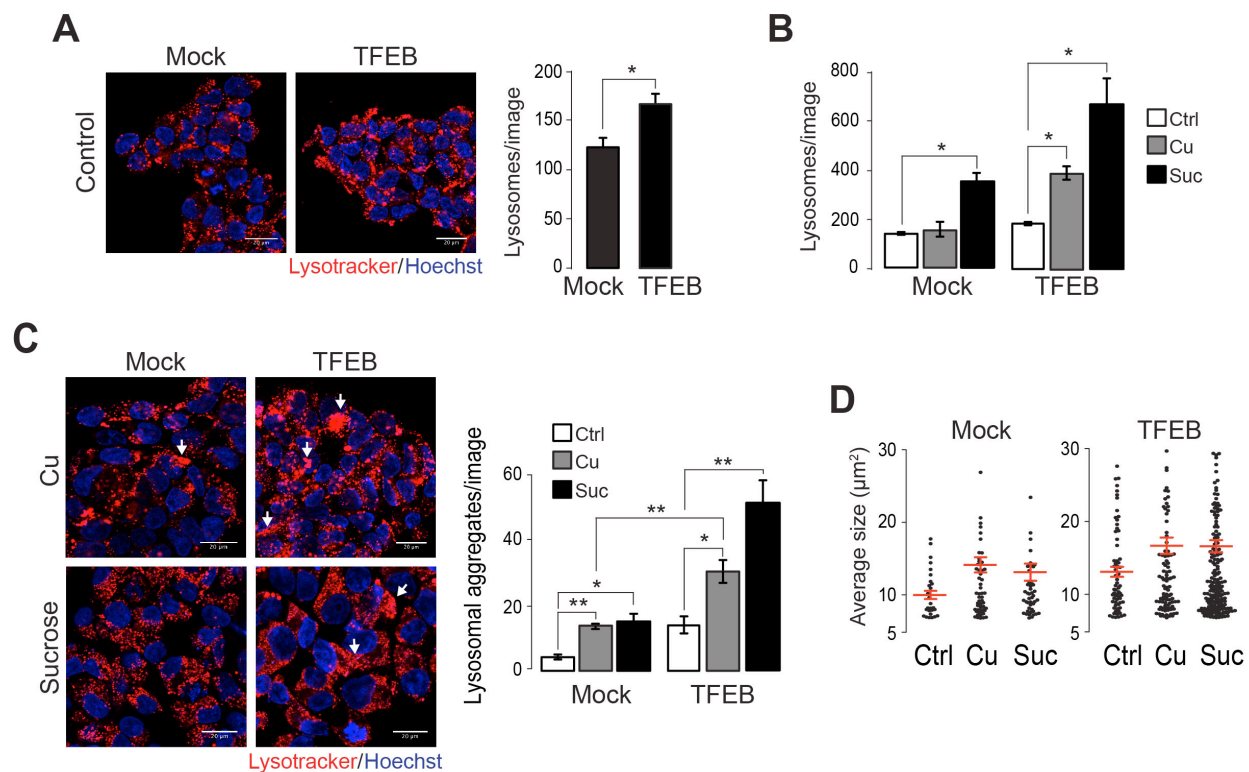 A
Mock
TFEB
Control
20 µm
20 µm
Lysotracker/Hoechst
Lysosomes/image
200
150
100
50
0
*
Mock
TFEB
B
Lysosomes/image
800
600
400
200
0
*
*
*
Mock
TFEB
Ctrl
Cu
Suc
C
Mock
TFEB
Cu
20 µm
20 µm
Sucrose
20 µm
20 µm
Lysotracker/Hoechst
Lysosomal aggregates/image
Ctrl
Cu
Suc
60
40
20
0
**
*
**
*
**
Mock
TFEB
D
Average size (µm²)
Mock
30
20
10
5
Ctrl
Cu
Suc
TFEB
30
20
10
5
Ctrl
Cu
Suc